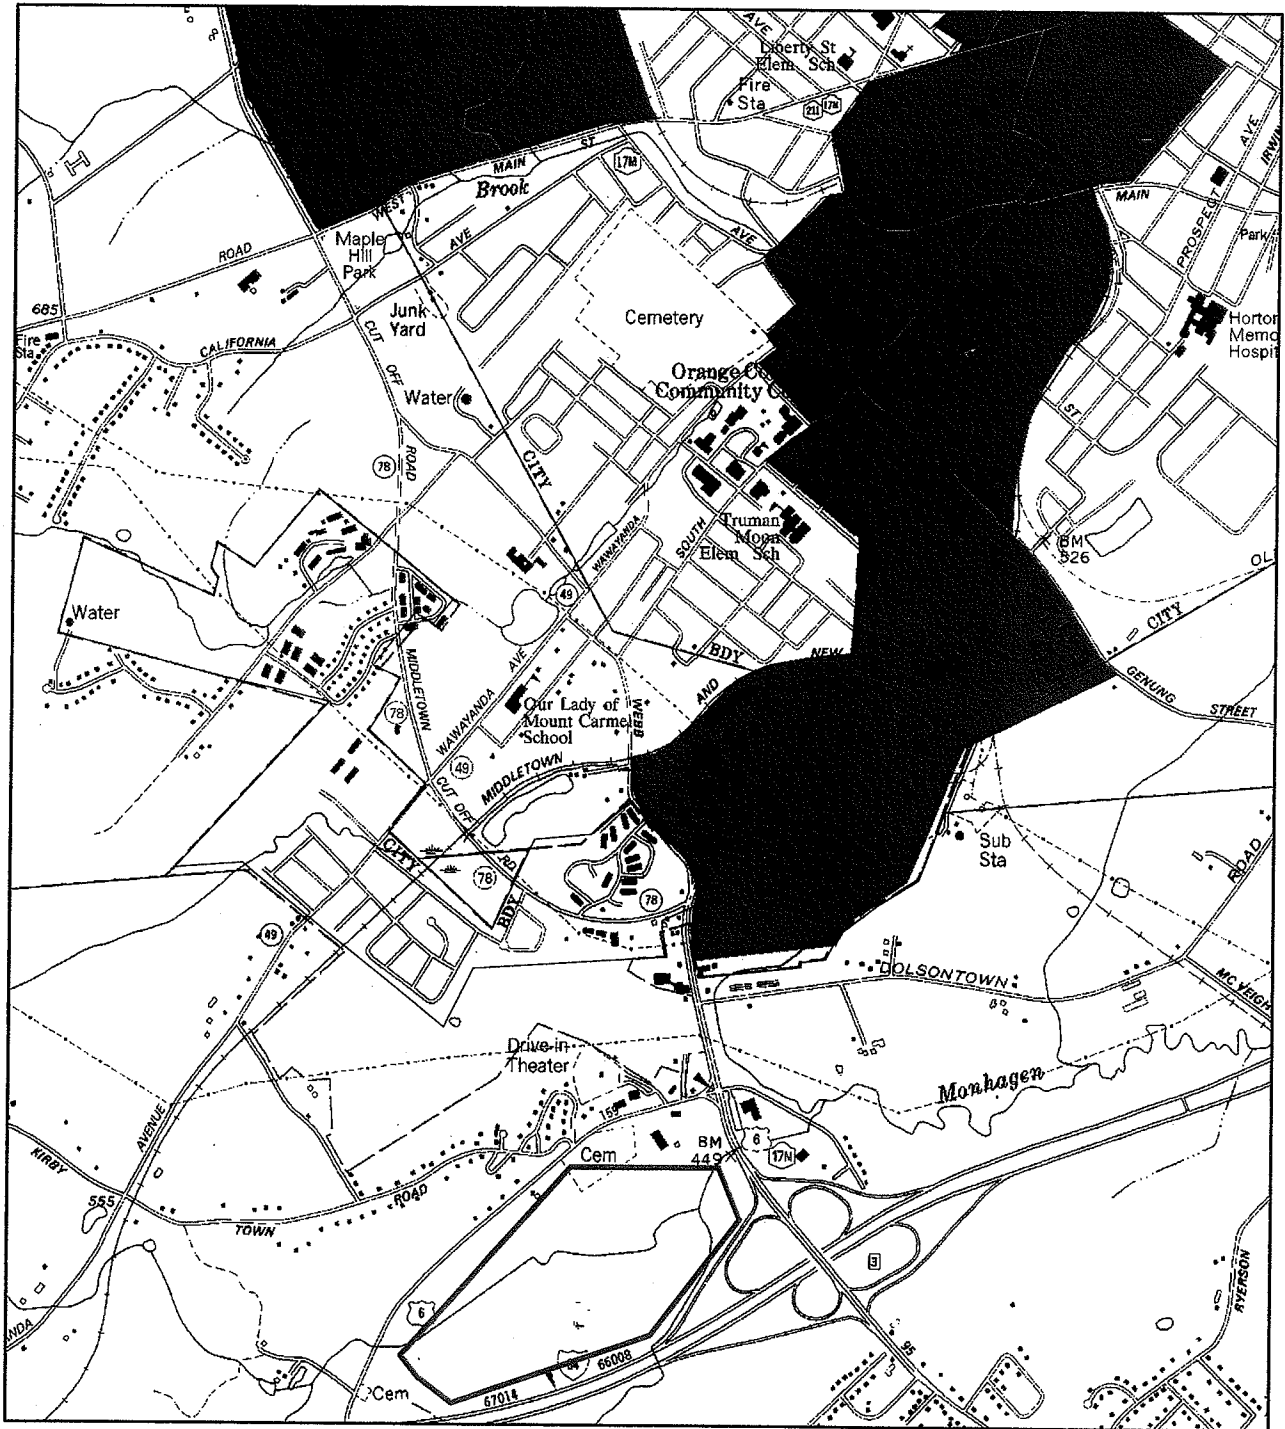 AVE
Liberty St
Elem Sch
Fire
Sta
211
17M
MAIN
ST
17M
Brook
WEST
AVE
AVE
ROAD
Maple
Hill
Park
MAIN
PROSPECT
AVE
Park
685
Fire
Sta
CALIFORNIA
Junk
Yard
CUT
OFF
ROAD
Cemetery
Orange Co
Community C
Water
78
CITY
ST
WAWAYANDA
SOUTH
Truman
Moon
Elem Sch
BM
526
OL
49
Water
BDY
NEW
AND
CITY
GENUNG
STREET
MIDDLETOWN
78
WAWAYANDA
AVE
Our Lady of
Mount Carmel
School
WEBB
49
MIDDLETOWN
CUT OFF
RD
CITY
78
BDY
78
Sub
Sta
ROAD
49
DOLSONTOWN
MC VEIGH
Drive-in
Theater
Monhagen
159
AVENUE
KIRBY
TOWN
ROAD
555
Cem
BM
449
6
17N
3
6
RYERSON
ANDA
84
66008
67014
95
Cem